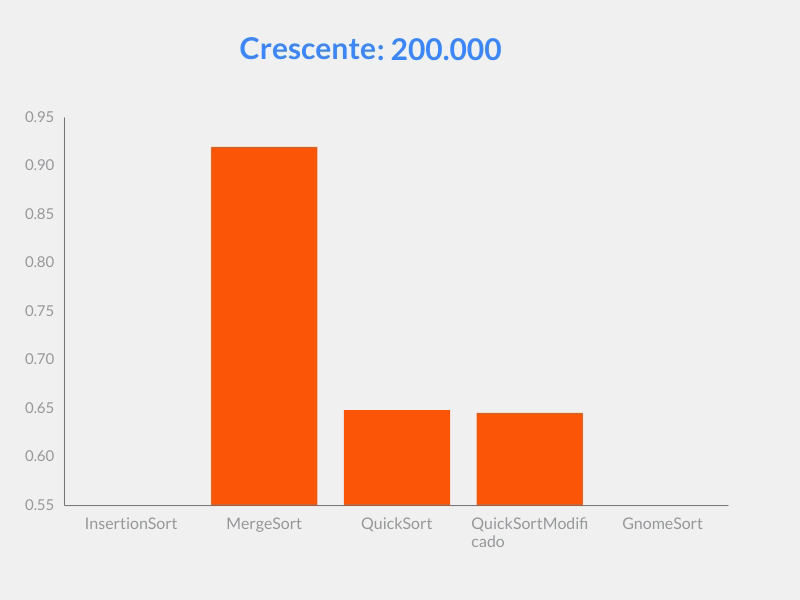 Crescente: 200.000
0.95
0.90
0.85
0.80
0.75
0.70
0.65
0.60
0.55
InsertionSort
MergeSort
QuickSort
QuickSortModifi
cado
GnomeSort